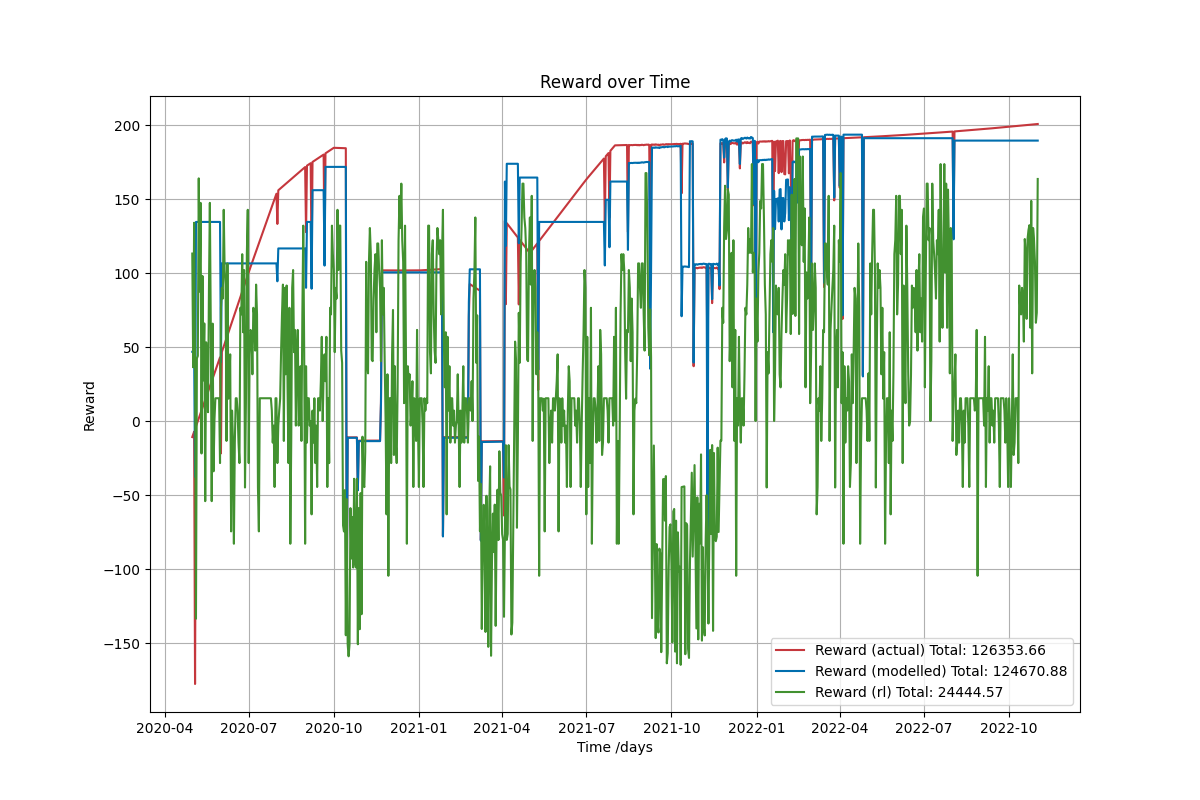 Reward over Time
200
150
100
50
0
−50
−100
−150
Reward
2020-04 2020-07 2020-10 2021-01 2021-04 2021-07 2021-10 2022-01 2022-04 2022-07 2022-10
Time /days
Reward (actual) Total: 126353.66
Reward (modelled) Total: 124670.88
Reward (rl) Total: 24444.57